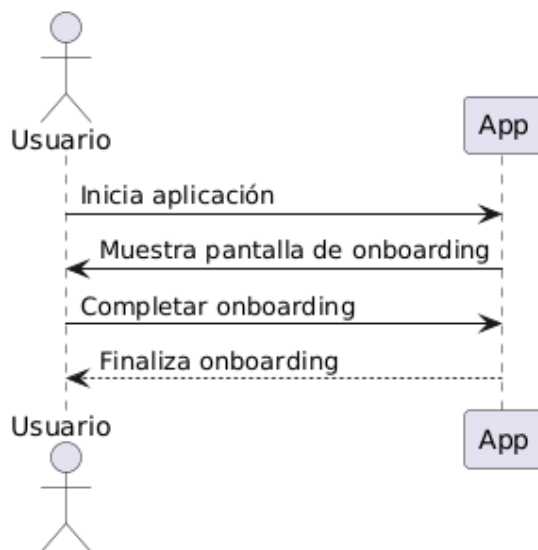 Usuario
App
Inicia aplicación
Muestra pantalla de onboarding
Completar onboarding
Finaliza onboarding
Usuario
App